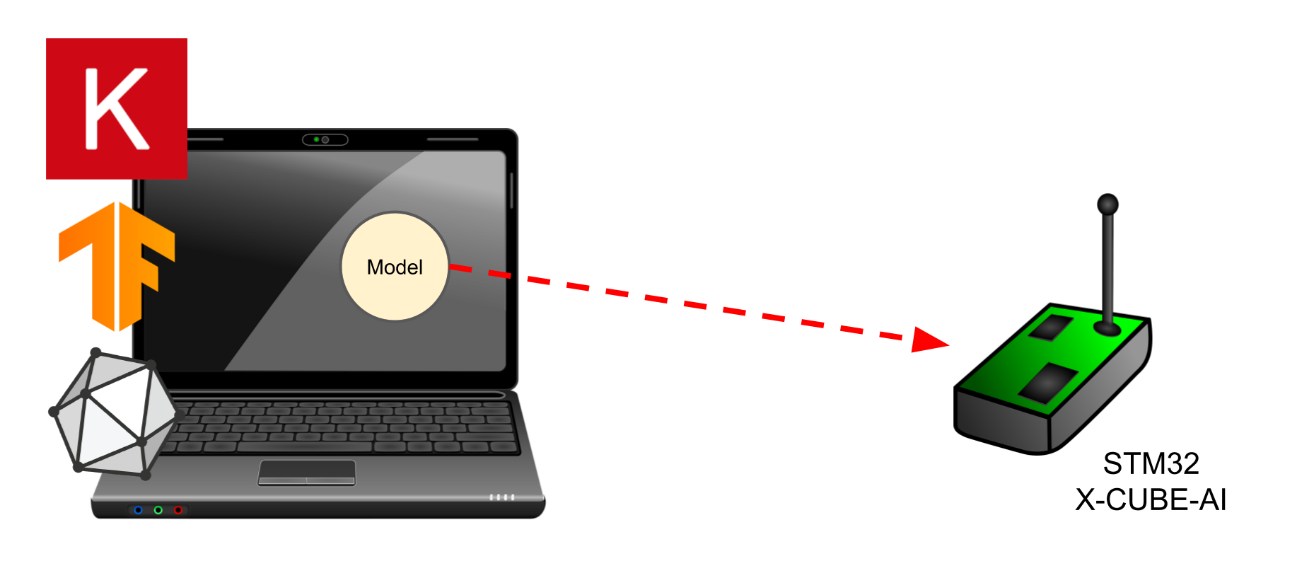 K
Model
STM32
X-CUBE-AI